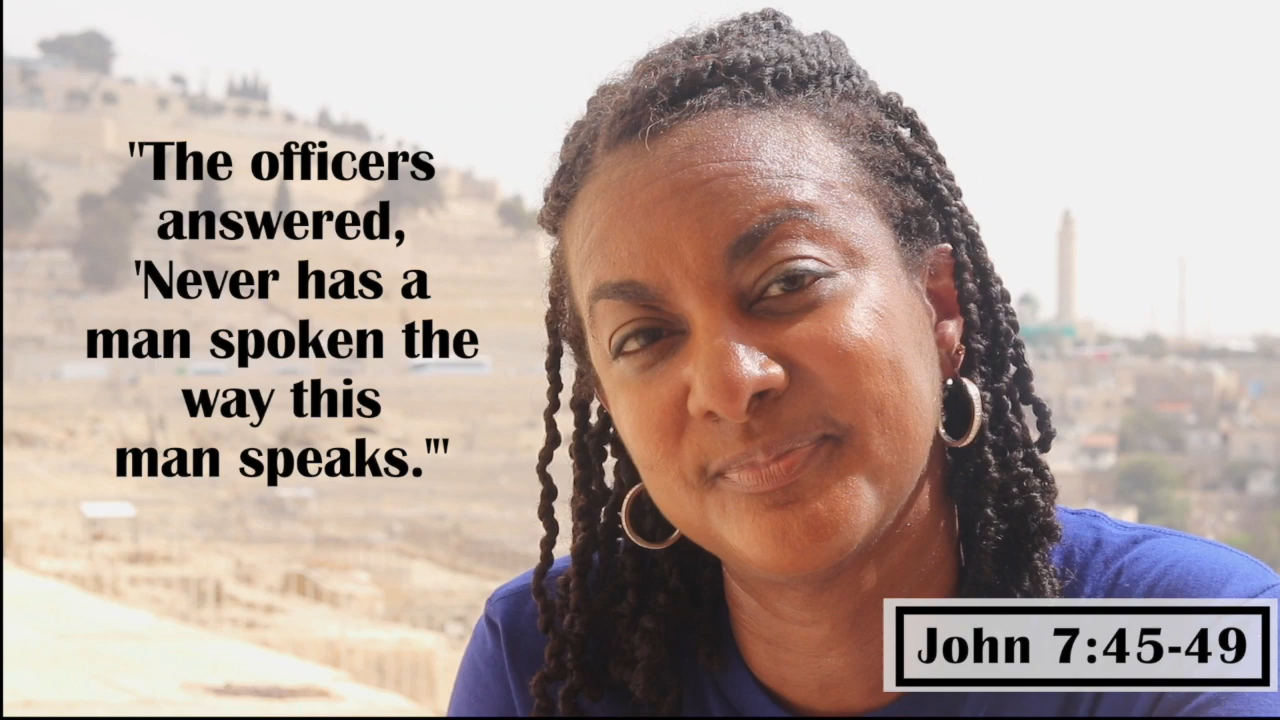 "The officers
answered,
'Never has a
man spoken the
way this
man speaks.'"
John 7:45-49